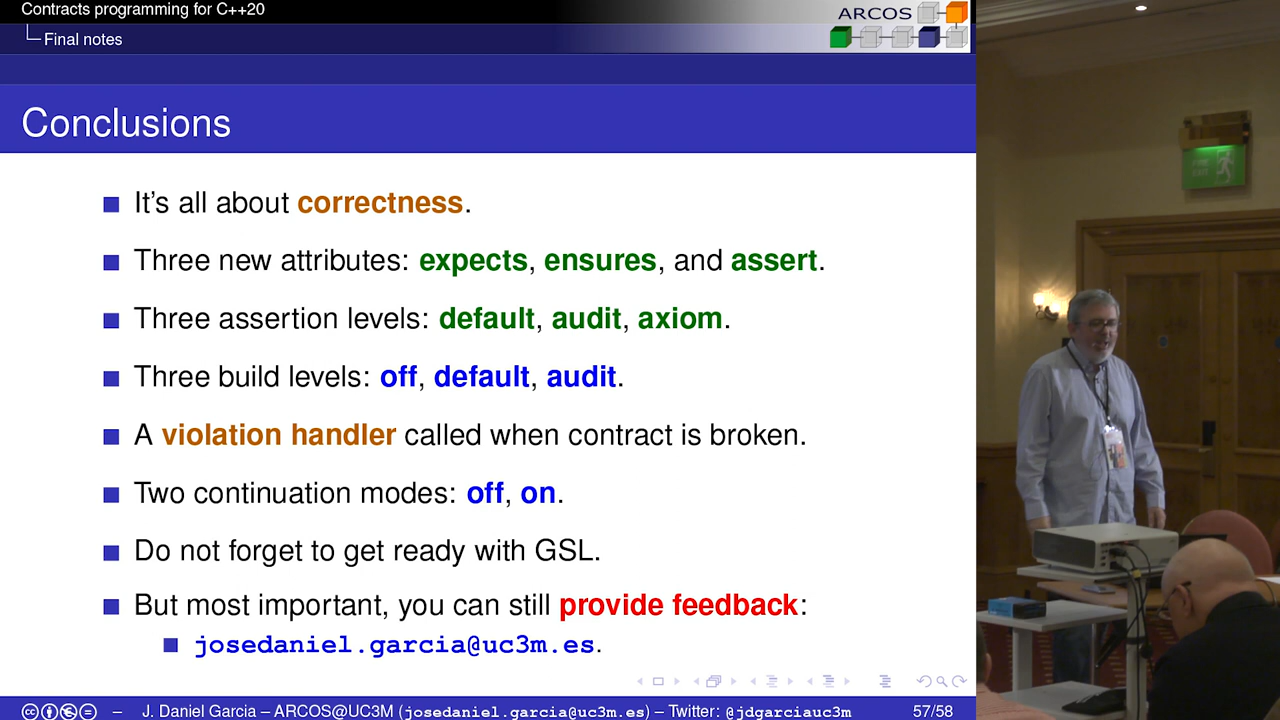 Contracts programming for C++20
Final notes
ARCOS
Conclusions
It's all about correctness.
Three new attributes: expects, ensures, and assert.
Three assertion levels: default, audit, axiom.
Three build levels: off, default, audit.
A violation handler called when contract is broken.
Two continuation modes: off, on.
Do not forget to get ready with GSL.
But most important, you can still provide feedback:
josedaniel.garcia@uc3m.es.
cc – J. Daniel Garcia – ARCOS@UC3M (josedaniel.garcia@uc3m.es) – Twitter: @jdgarciauc3m 57/58